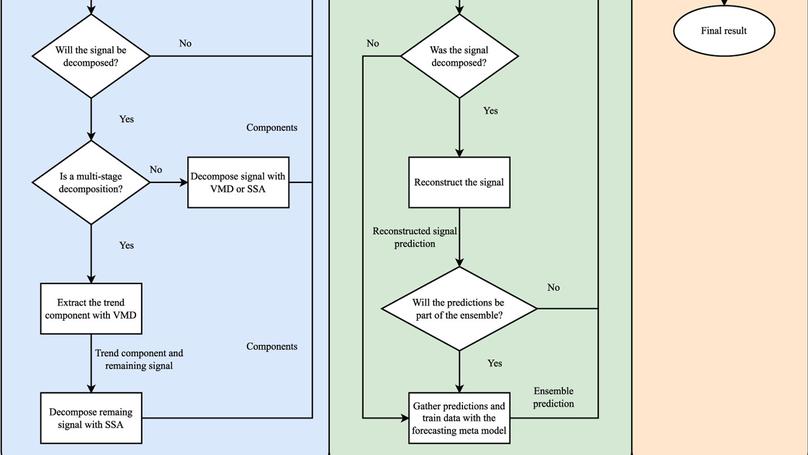 Will the signal be
decomposed?
No
Yes
Components
Is a multi-stage
decomposition?
No
Decompose signal with
VMD or SSA
Yes
Extract the trend
component with VMD
Trend component and
remaining signal
Components
Decompose remaing
signal with SSA
No
Was the signal
decomposed?
Yes
Reconstruct the signal
Reconstructed signal
prediction
Will the predictions be
part of the ensemble?
No
Yes
Ensemble
prediction
Gather predictions and
train data with the
forecasting meta model
Final result